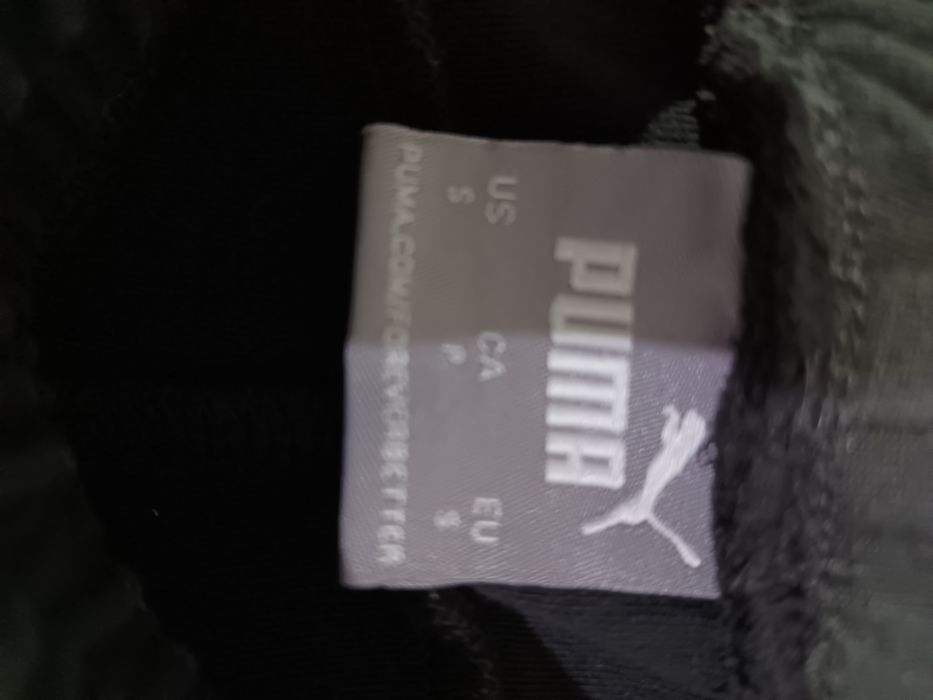 PUMA
US CA EU
S P S
PUMA.COM/FOREVERBETTER